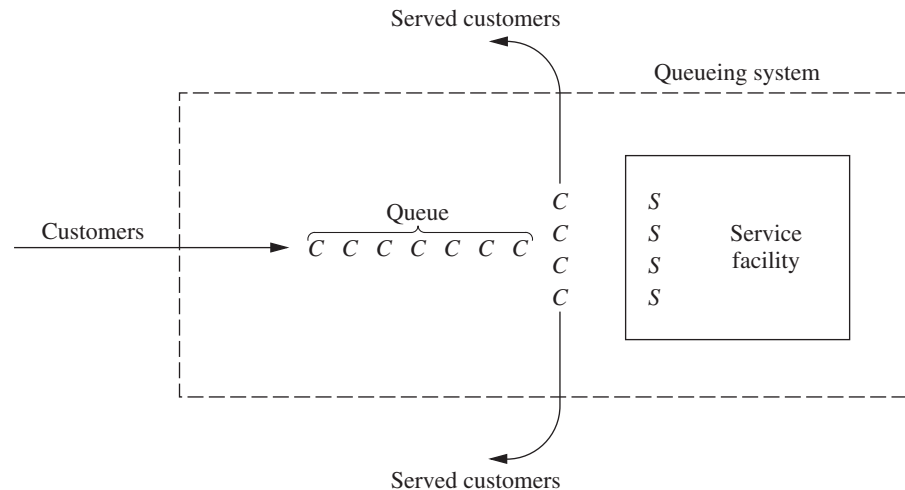 Served customers
Queueing system
C S
Customers
Queue
C S
C C C C C C C
Service
facility
C S
C S
Served customers